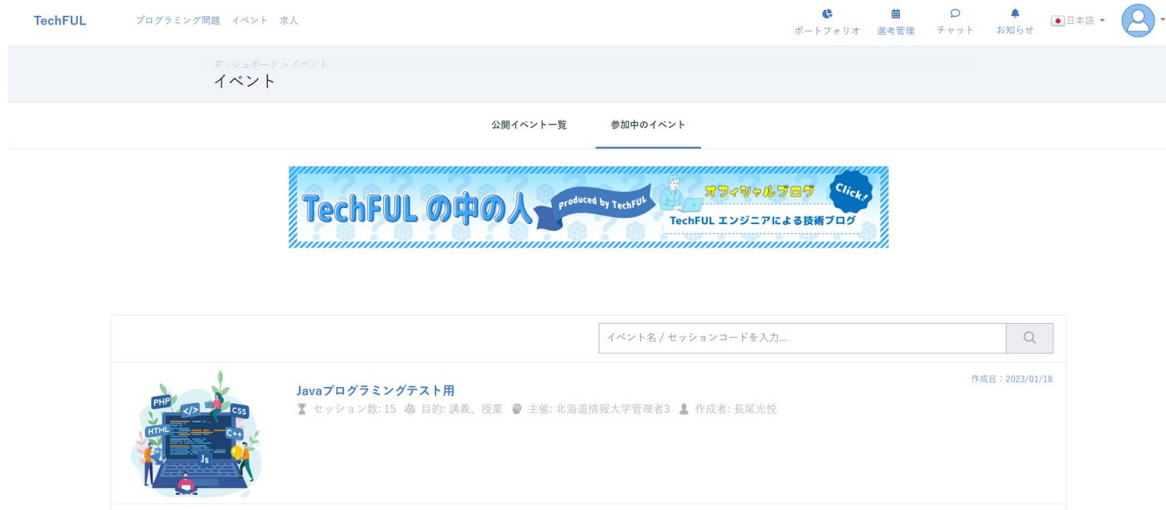 TechFUL プログラミング問題 イベント 求人 ポートフォリオ 選考管理 チャット お知らせ 日本語
ダッシュボード > イベント
イベント
公開イベント一覧 参加中のイベント
TechFUL の中の人 Produced by TechFUL オフィシャルブログ Click!
TechFUL エンジニアによる技術ブログ
イベント名 / セッションコードを入力...
作成日：2023/01/18
Javaプログラミングテスト用
セッション数: 15 目的: 講義、授業 主催: 北海道情報大学管理者3 作成者: 長尾光悦
PHP
</>
CSS
HTML
C++
Js